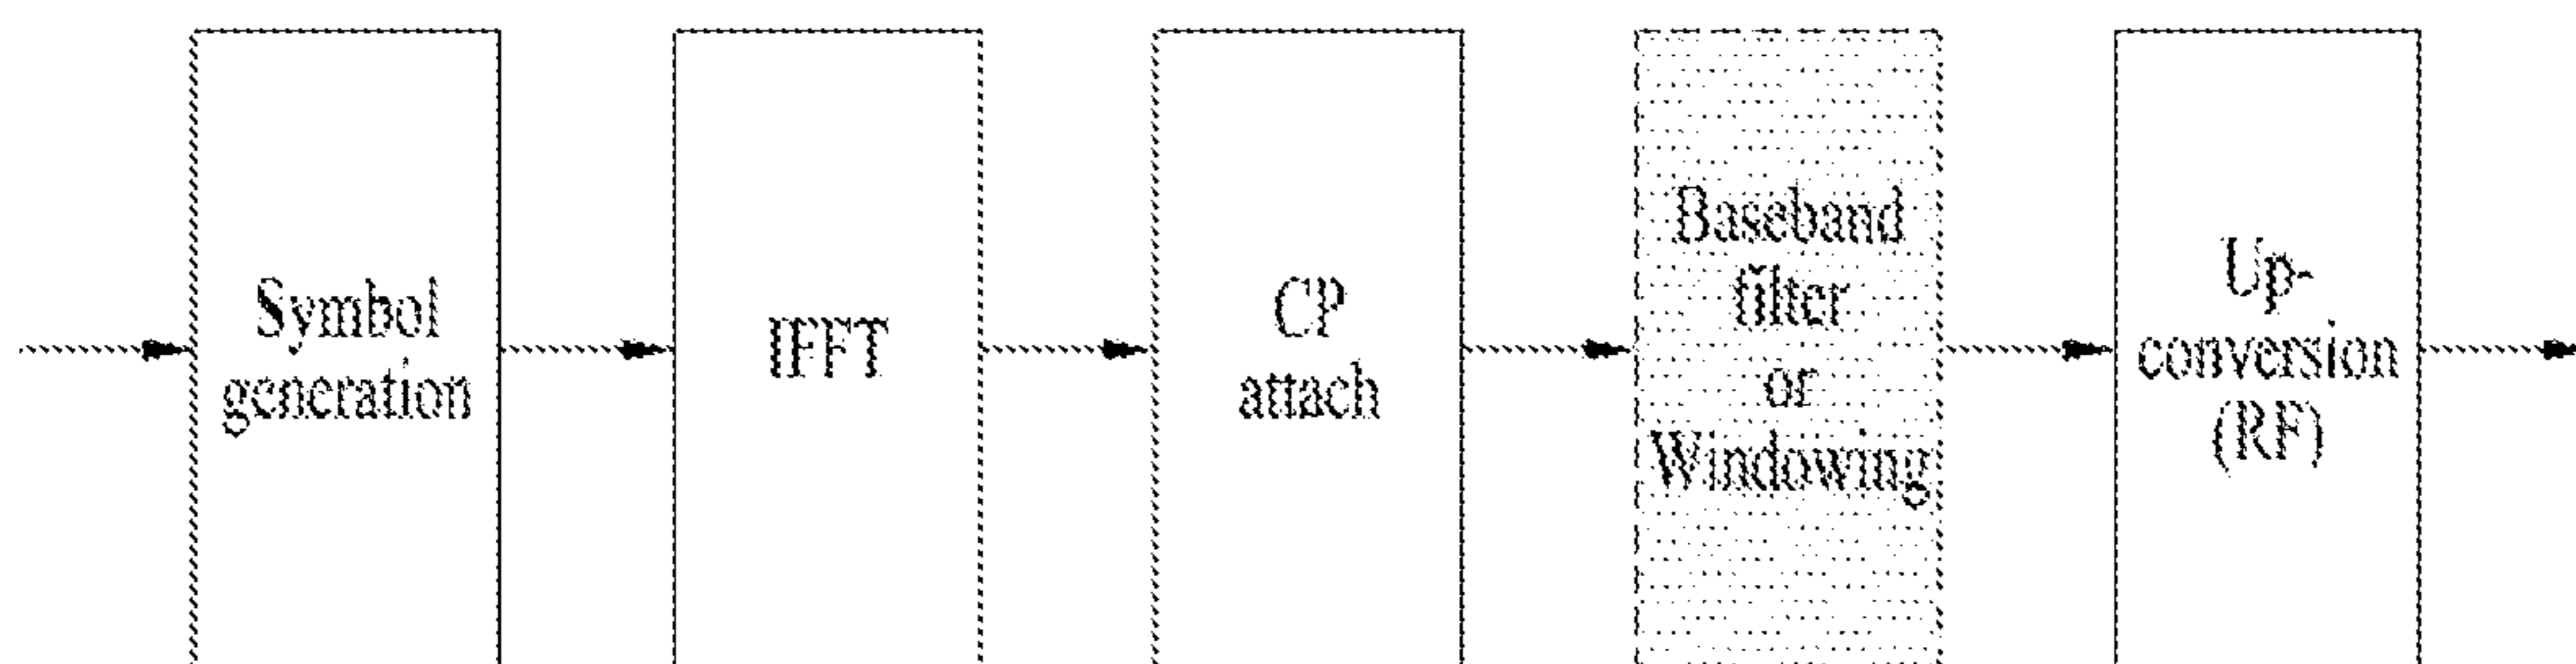 Symbol
generation
IFFT
CP
attach
Baseband
filter
or
Windowing
Up-
conversion
(RF)